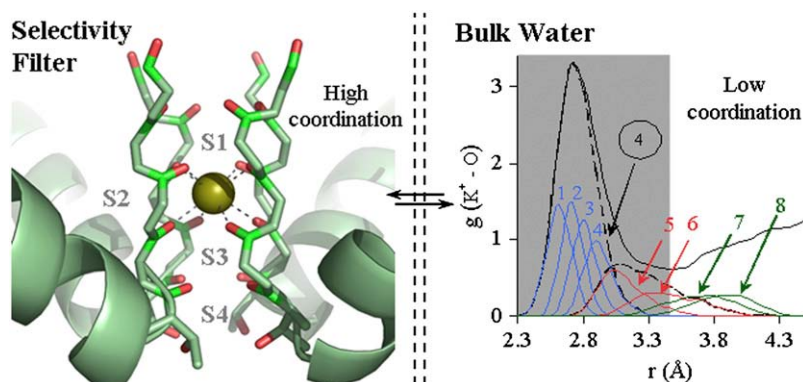 Selectivity
Filter
High
coordination
S1
S2
S3
S4
Bulk Water
Low
coordination
g (K⁺ - O)
3
2
1
0
4
1
2
3
4
5
6
7
8
2.3
2.8
3.3
3.8
4.3
r (Å)